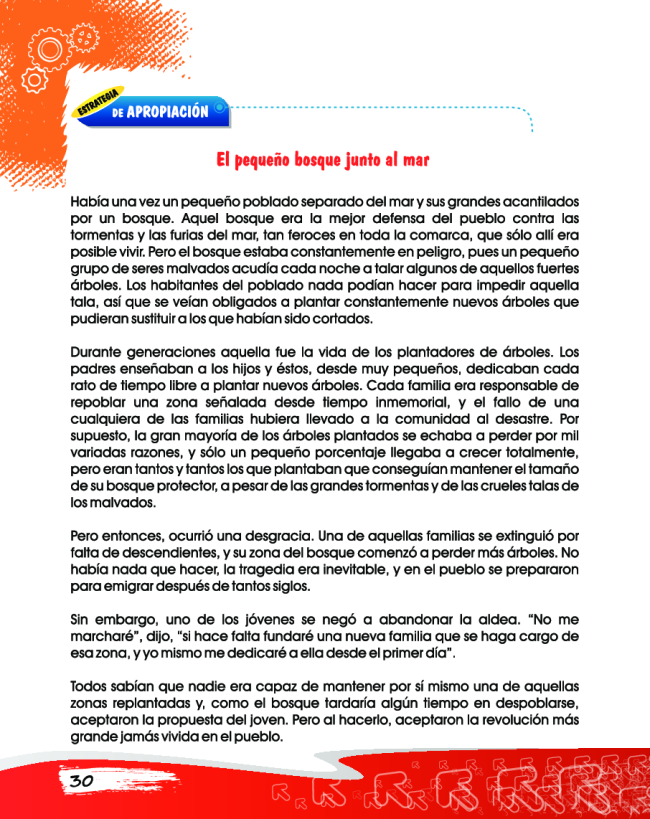 ESTRATEGIA
DE APROPIACIÓN
El pequeño bosque junto al mar
Había una vez un pequeño poblado separado del mar y sus grandes acantilados
por un bosque. Aquel bosque era la mejor defensa del pueblo contra las
tormentas y las furias del mar, tan feroces en toda la comarca, que sólo allí era
posible vivir. Pero el bosque estaba constantemente en peligro, pues un pequeño
grupo de seres malvados acudía cada noche a talar algunos de aquellos fuertes
árboles. Los habitantes del poblado nada podían hacer para impedir aquella
tala, así que se veían obligados a plantar constantemente nuevos árboles que
pudieran sustituir a los que habían sido cortados.
Durante generaciones aquella fue la vida de los plantadores de árboles. Los
padres enseñaban a los hijos y éstos, desde muy pequeños, dedicaban cada
rato de tiempo libre a plantar nuevos árboles. Cada familia era responsable de
repoblar una zona señalada desde tiempo inmemorial, y el fallo de una
cualquiera de las familias hubiera llevado a la comunidad al desastre. Por
supuesto, la gran mayoría de los árboles plantados se echaba a perder por mil
variadas razones, y sólo un pequeño porcentaje llegaba a crecer totalmente,
pero eran tantos y tantos los que plantaban que conseguían mantener el tamaño
de su bosque protector, a pesar de las grandes tormentas y de las crueles talas de
los malvados.
Pero entonces, ocurrió una desgracia. Una de aquellas familias se extinguió por
falta de descendientes, y su zona del bosque comenzó a perder más árboles. No
había nada que hacer, la tragedia era inevitable, y en el pueblo se prepararon
para emigrar después de tantos siglos.
Sin embargo, uno de los jóvenes se negó a abandonar la aldea. “No me
marcharé”, dijo, “si hace falta fundaré una nueva familia que se haga cargo de
esa zona, y yo mismo me dedicaré a ella desde el primer día”.
Todos sabían que nadie era capaz de mantener por sí mismo una de aquellas
zonas replantadas y, como el bosque tardaría algún tiempo en despoblarse,
aceptaron la propuesta del joven. Pero al hacerlo, aceptaron la revolución más
grande jamás vivida en el pueblo.
30